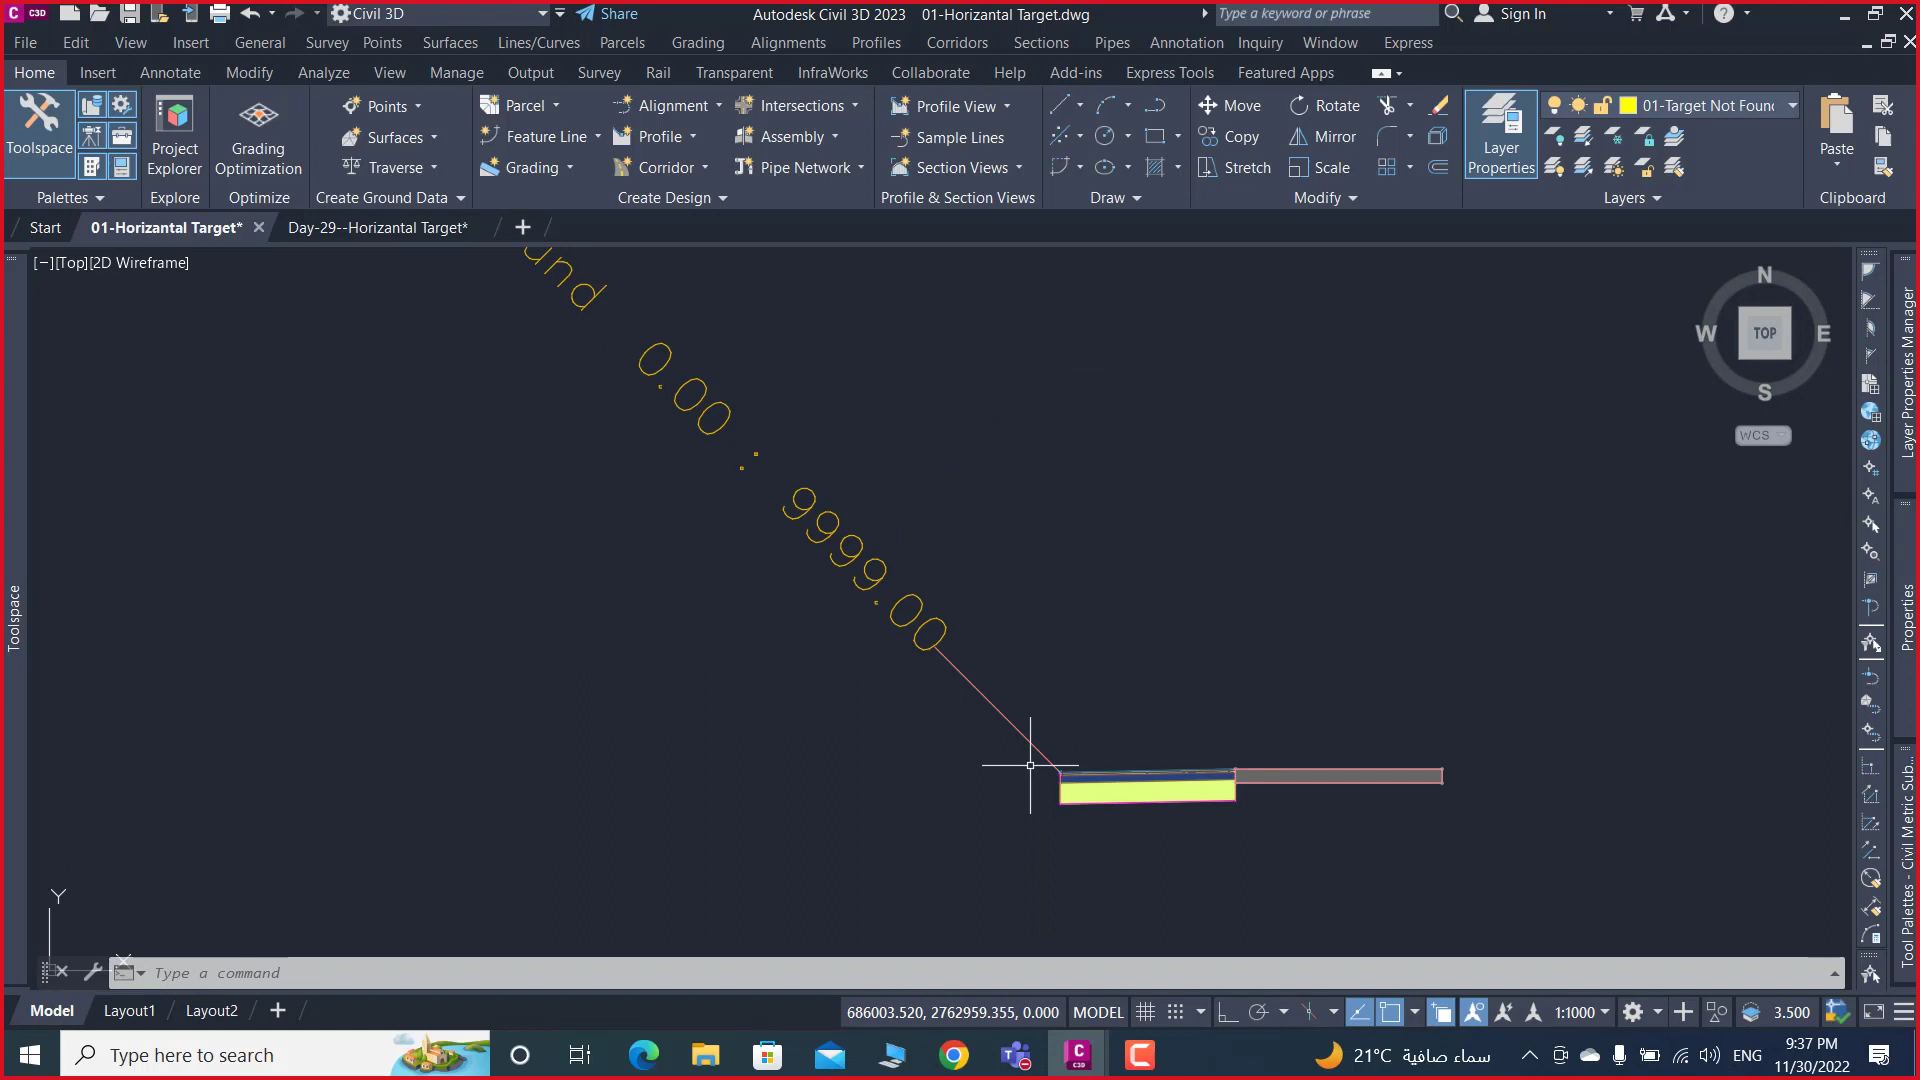 C3D
Civil 3D
Share
Autodesk Civil 3D 2023 01-Horizantal Target.dwg
Type a keyword or phrase
Sign In
File Edit View Insert General Survey Points Surfaces Lines/Curves Parcels Grading Alignments Profiles Corridors Sections Pipes Annotation Inquiry Window Express
Home Insert Annotate Modify Analyze View Manage Output Survey Rail Transparent InfraWorks Collaborate Help Add-ins Express Tools Featured Apps
Points Parcel Alignment Intersections Profile View Move Rotate 01-Target Not Found
Surfaces Feature Line Profile Assembly Sample Lines Copy Mirror
Toolspace
Project Explorer
Grading Optimization
Traverse Grading Corridor Pipe Network Section Views Stretch Scale
Layer Properties
Paste
Palettes Explore Optimize Create Ground Data Create Design Profile & Section Views Draw Modify Layers Clipboard
Start 01-Horizantal Target* Day-29--Horizantal Target*
[−][Top][2D Wireframe]
und 0.00 : 9999.00
N
W TOP E
S
WCS
Toolspace
Layer Properties Manager
Properties
Tool Palettes - Civil Metric Sub...
Y
X
Type a command
Model Layout1 Layout2
686003.520, 2762959.355, 0.000 MODEL 1:1000 3.500
Type here to search
C3D
21°C سماء صافية
ENG
9:37 PM
11/30/2022